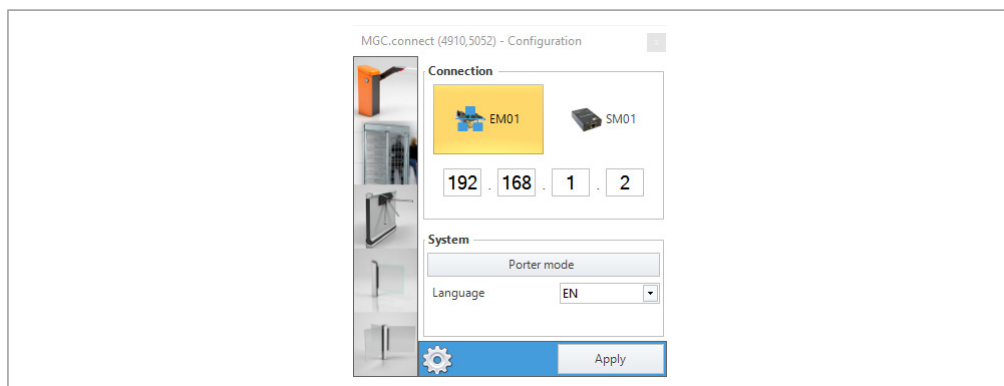 MGC.connect (4910,5052) - Configuration
x
Connection
EM01 SM01
192 . 168 . 1 . 2
System
Porter mode
Language EN
Apply